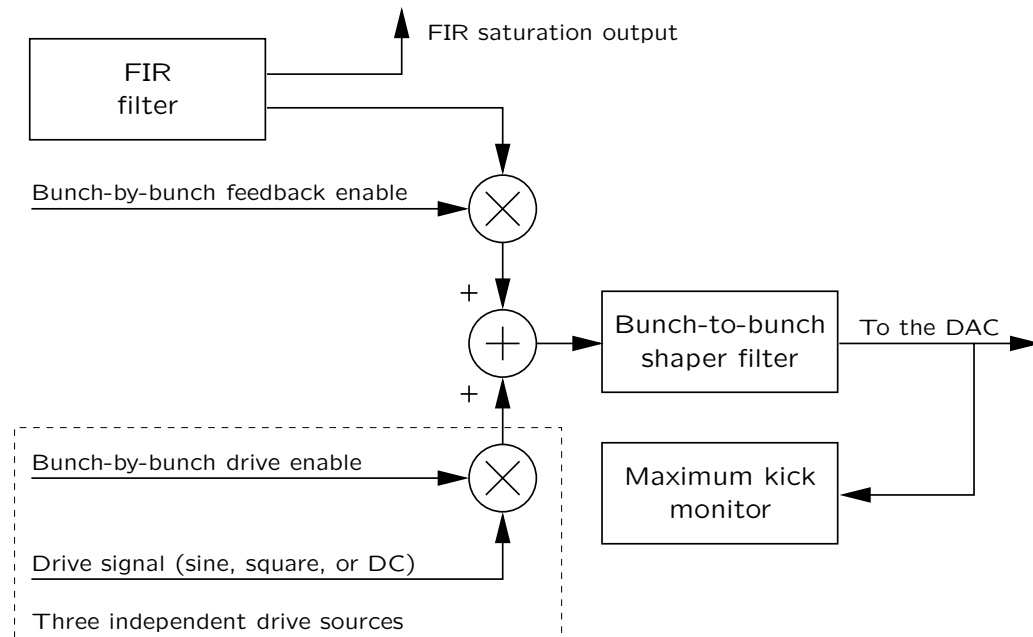 FIR saturation output
FIR
filter
Bunch-by-bunch feedback enable
+
Bunch-to-bunch
shaper filter
To the DAC
+
Bunch-by-bunch drive enable
Maximum kick
monitor
Drive signal (sine, square, or DC)
Three independent drive sources